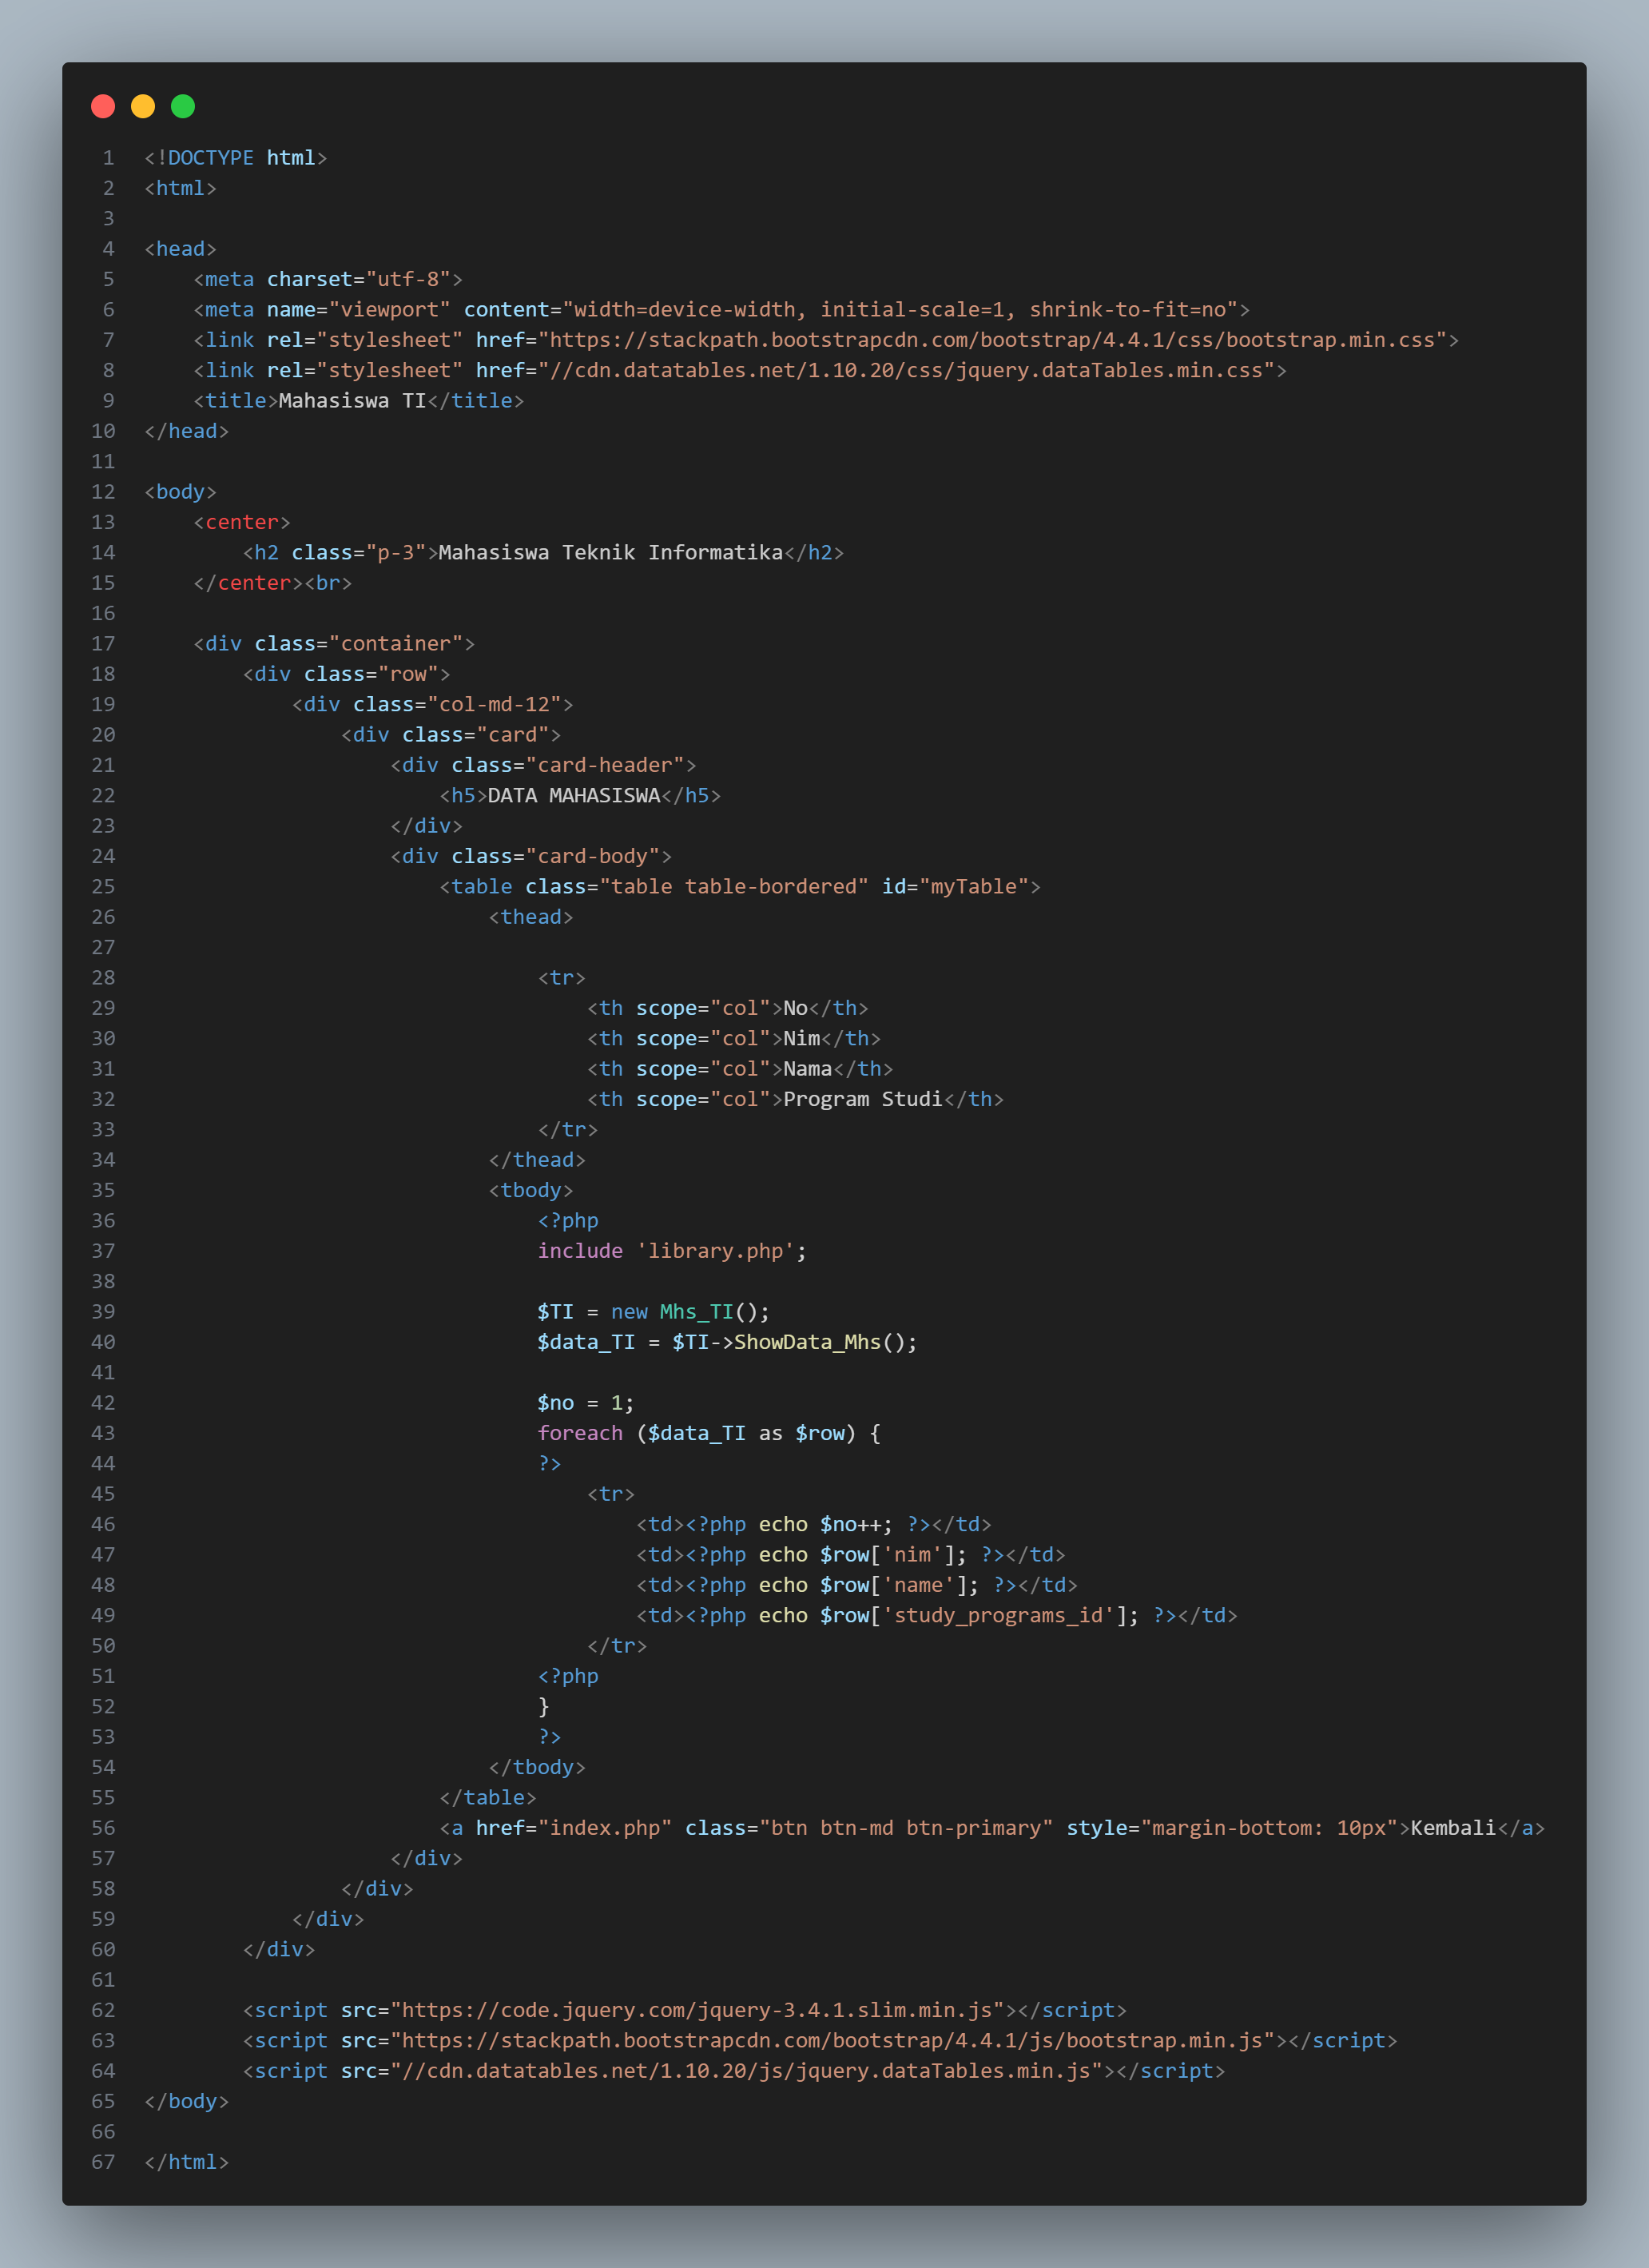 1 <!DOCTYPE html>
2 <html>
3
4 <head>
5     <meta charset="utf-8">
6     <meta name="viewport" content="width=device-width, initial-scale=1, shrink-to-fit=no">
7     <link rel="stylesheet" href="https://stackpath.bootstrapcdn.com/bootstrap/4.4.1/css/bootstrap.min.css">
8     <link rel="stylesheet" href="//cdn.datatables.net/1.10.20/css/jquery.dataTables.min.css">
9     <title>Mahasiswa TI</title>
10 </head>
11
12 <body>
13     <center>
14         <h2 class="p-3">Mahasiswa Teknik Informatika</h2>
15     </center><br>
16
17     <div class="container">
18         <div class="row">
19             <div class="col-md-12">
20                 <div class="card">
21                     <div class="card-header">
22                         <h5>DATA MAHASISWA</h5>
23                     </div>
24                     <div class="card-body">
25                         <table class="table table-bordered" id="myTable">
26                             <thead>
27
28                                 <tr>
29                                     <th scope="col">No</th>
30                                     <th scope="col">Nim</th>
31                                     <th scope="col">Nama</th>
32                                     <th scope="col">Program Studi</th>
33                                 </tr>
34                             </thead>
35                             <tbody>
36                                 <?php
37                                 include 'library.php';
38
39                                 $TI = new Mhs_TI();
40                                 $data_TI = $TI->ShowData_Mhs();
41
42                                 $no = 1;
43                                 foreach ($data_TI as $row) {
44                                 ?>
45                                     <tr>
46                                         <td><?php echo $no++; ?></td>
47                                         <td><?php echo $row['nim']; ?></td>
48                                         <td><?php echo $row['name']; ?></td>
49                                         <td><?php echo $row['study_programs_id']; ?></td>
50                                     </tr>
51                                 <?php
52                                 }
53                                 ?>
54                             </tbody>
55                         </table>
56                         <a href="index.php" class="btn btn-md btn-primary" style="margin-bottom: 10px">Kembali</a>
57                     </div>
58                 </div>
59             </div>
60         </div>
61
62         <script src="https://code.jquery.com/jquery-3.4.1.slim.min.js"></script>
63         <script src="https://stackpath.bootstrapcdn.com/bootstrap/4.4.1/js/bootstrap.min.js"></script>
64         <script src="//cdn.datatables.net/1.10.20/js/jquery.dataTables.min.js"></script>
65 </body>
66
67 </html>